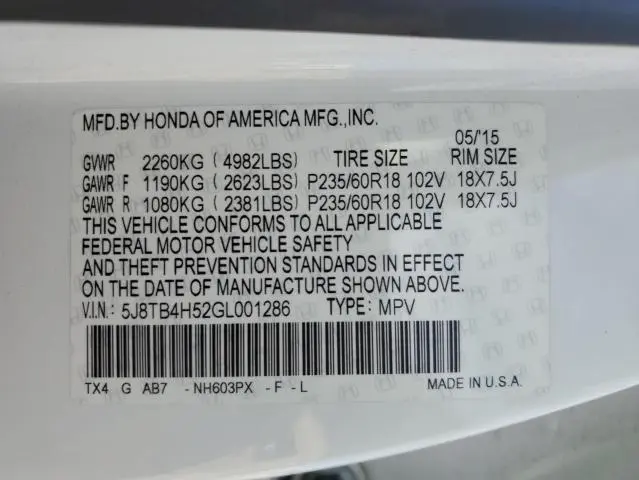 MFD.BY HONDA OF AMERICA MFG.,INC.
05/'15
GVWR 2260KG ( 4982LBS) TIRE SIZE RIM SIZE
GAWR F 1190KG ( 2623LBS) P235/60R18 102V 18X7.5J
GAWR R 1080KG ( 2381LBS) P235/60R18 102V 18X7.5J
THIS VEHICLE CONFORMS TO ALL APPLICABLE
FEDERAL MOTOR VEHICLE SAFETY
AND THEFT PREVENTION STANDARDS IN EFFECT
ON THE DATE OF MANUFACTURE SHOWN ABOVE.
V.I.N.: 5J8TB4H52GL001286 TYPE: MPV
TX4 G AB7 -NH603PX -F -L MADE IN U.S.A.